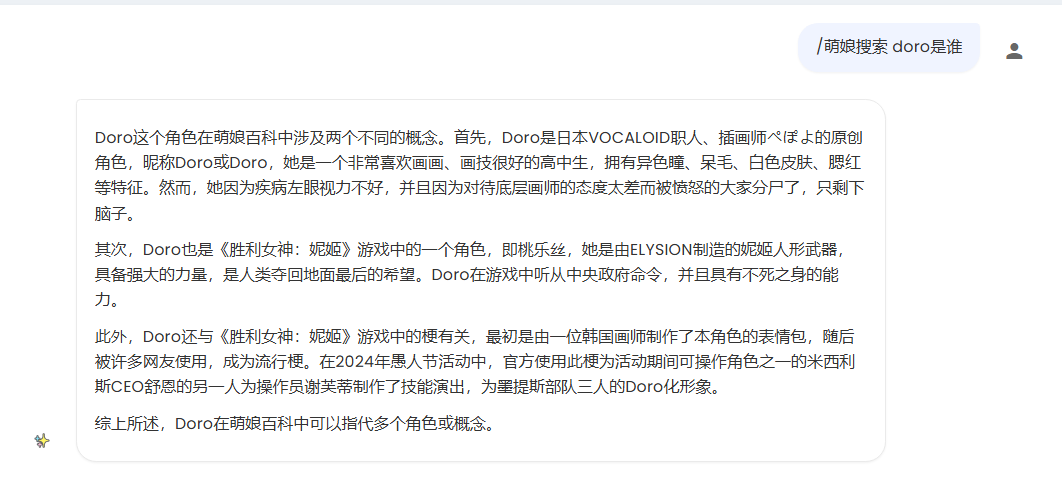 /萌娘搜索 doro是谁
Doro这个角色在萌娘百科中涉及两个不同的概念。首先，Doro是日本VOCALOID职人、插画师ぺぽよ的原创
角色，昵称Doro或Doro，她是一个非常喜欢画画、画技很好的高中生，拥有异色瞳、呆毛、白色皮肤、腮红
等特征。然而，她因为疾病左眼视力不好，并且因为对待底层画师的态度太差而被愤怒的大家分尸了，只剩下
脑子。
其次，Doro也是《胜利女神：妮姬》游戏中的一个角色，即桃乐丝，她是由ELYSION制造的妮姬人形武器，
具备强大的力量，是人类夺回地面最后的希望。Doro在游戏中听从中央政府命令，并且具有不死之身的能
力。
此外，Doro还与《胜利女神：妮姬》游戏中的梗有关，最初是由一位韩国画师制作了本角色的表情包，随后
被许多网友使用，成为流行梗。在2024年愚人节活动中，官方使用此梗为活动期间可操作角色之一的米西利
斯CEO舒恩的另一人为操作员谢芙蒂制作了技能演出，为墨提斯部队三人的Doro化形象。
综上所述，Doro在萌娘百科中可以指代多个角色或概念。